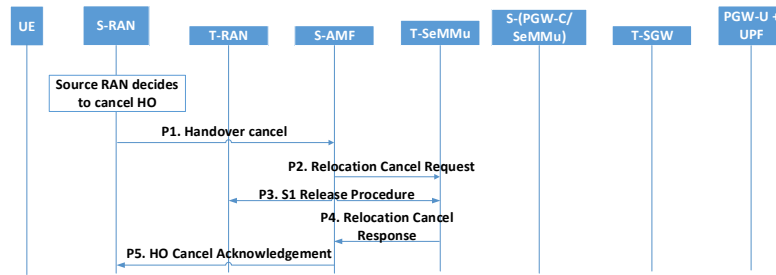 UE
S-RAN
T-RAN
S-AMF
T-SeMMu
S-(PGW-C/
SeMMu)
T-SGW
PGW-U +
UPF
Source RAN decides
to cancel HO
P1. Handover cancel
P2. Relocation Cancel Request
P3. S1 Release Procedure
P4. Relocation Cancel
Response
P5. HO Cancel Acknowledgement